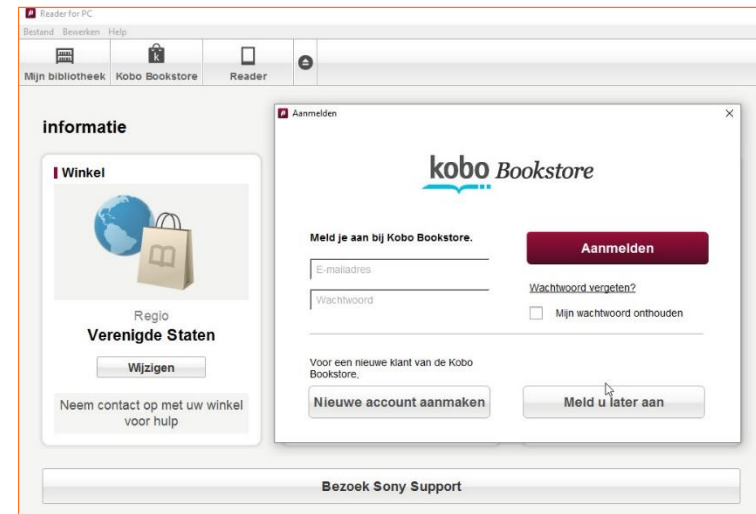 Reader for PC
Bestand Bewerken Help
Mijn bibliotheek Kobo Bookstore Reader
informatie
Winkel
Regio
Verenigde Staten
Wijzigen
Neem contact op met uw winkel
voor hulp
Aanmelden
kobo Bookstore
Meld je aan bij Kobo Bookstore.
E-mailadres
Wachtwoord
Aanmelden
Wachtwoord vergeten?
Mijn wachtwoord onthouden
Voor een nieuwe klant van de Kobo
Bookstore,
Nieuwe account aanmaken
Meld u later aan
Bezoek Sony Support